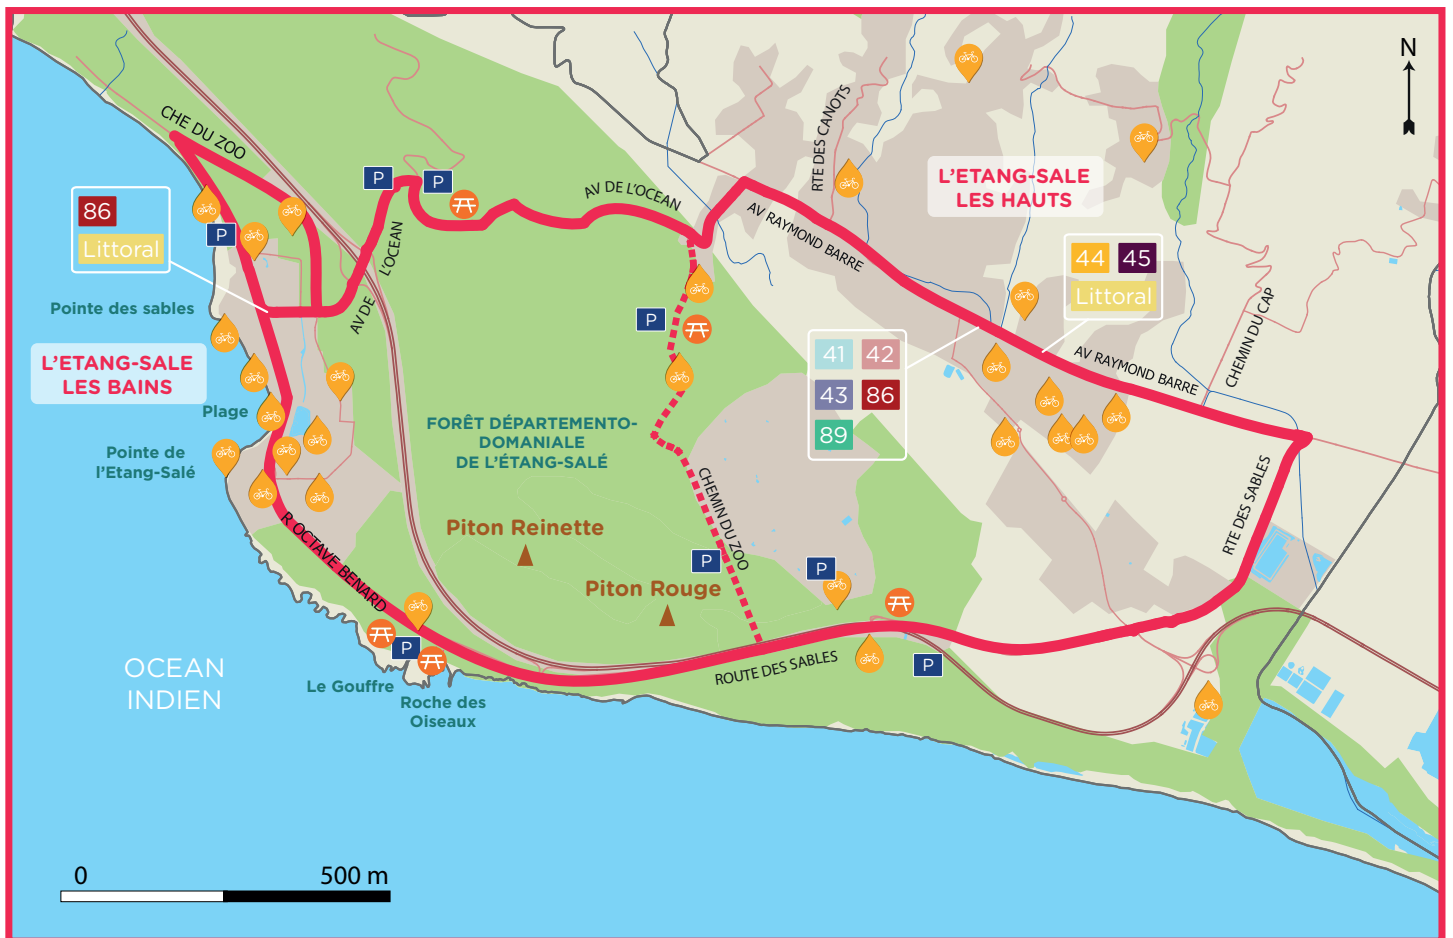 N
CHE DU ZOO
RTE DES CANOTS
P
P
L'ETANG-SALE
LES HAUTS
AV DE L'OCEAN
86
Littoral
P
AV RAYMOND BARRE
AV DE
L'OCEAN
44
45
Littoral
Pointe des sables
P
CHEMIN DU CAP
L'ETANG-SALE
LES BAINS
41
42
43
86
89
AV RAYMOND BARRE
Plage
FORÊT DÉPARTEMENTO-
DOMANIALE
DE L'ÉTANG-SALÉ
Pointe de
l'Etang-Salé
CHEMIN DU ZOO
RTE DES SABLES
R OCTAVE BENARD
Piton Reinette
P
P
Piton Rouge
P
P
ROUTE DES SABLES
OCEAN
INDIEN
Le Gouffre
Roche des
Oiseaux
0
500 m